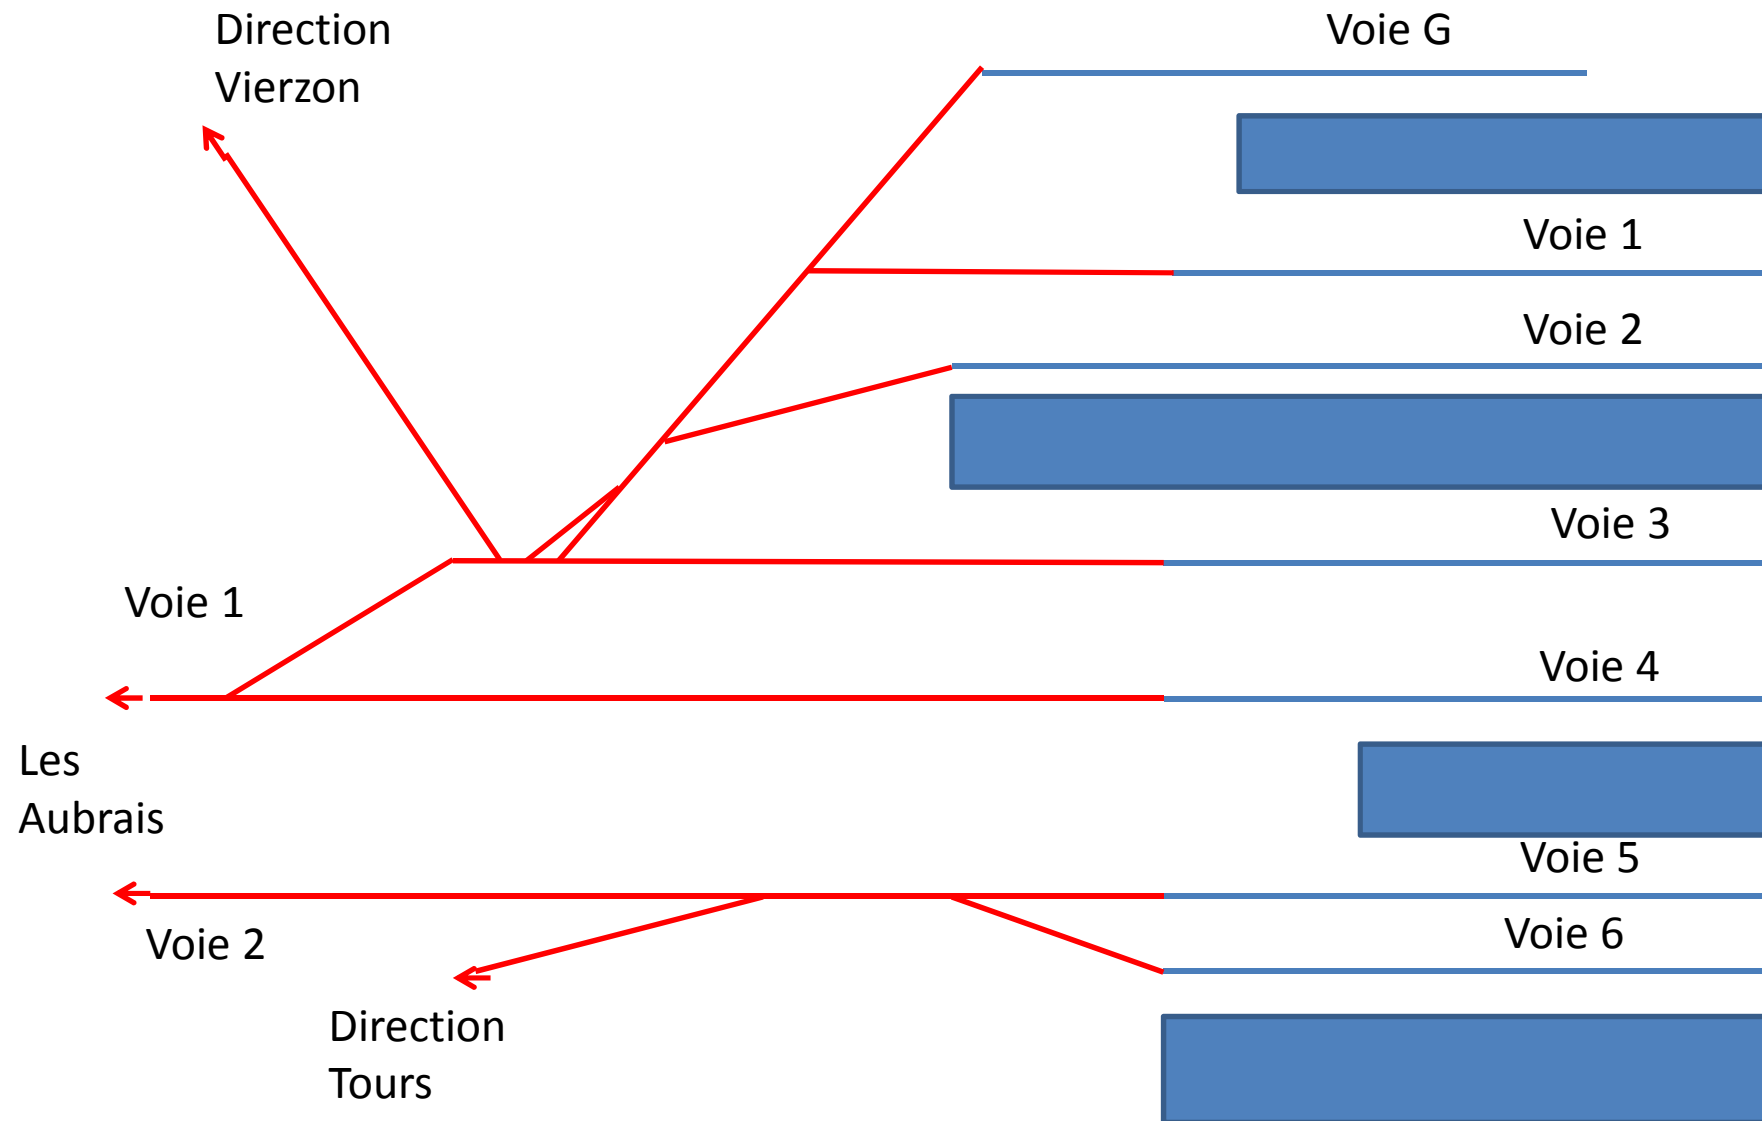 Direction
Vierzon
Voie G
Voie 1
Voie 2
Voie 3
Voie 1
Voie 4
Les
Aubrais
Voie 5
Voie 2
Voie 6
Direction
Tours